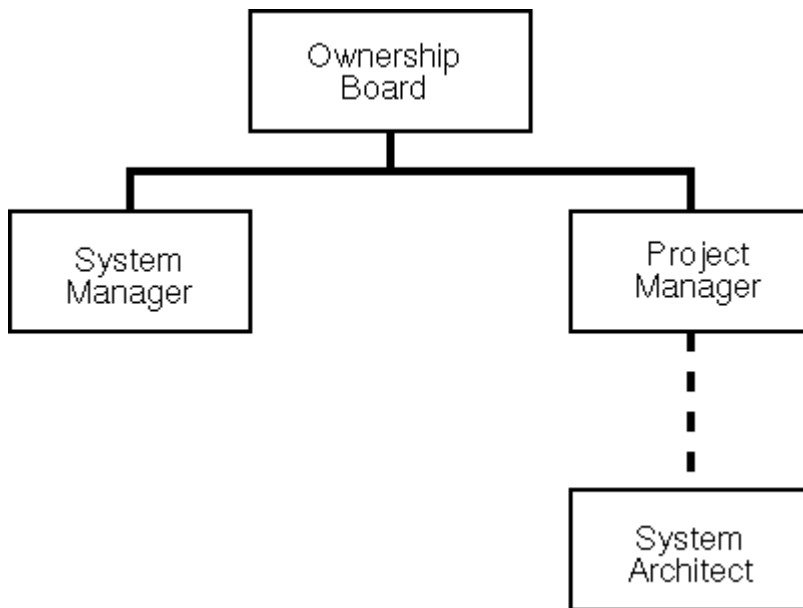 Ownership
Board
System
Manager
Project
Manager
System
Architect